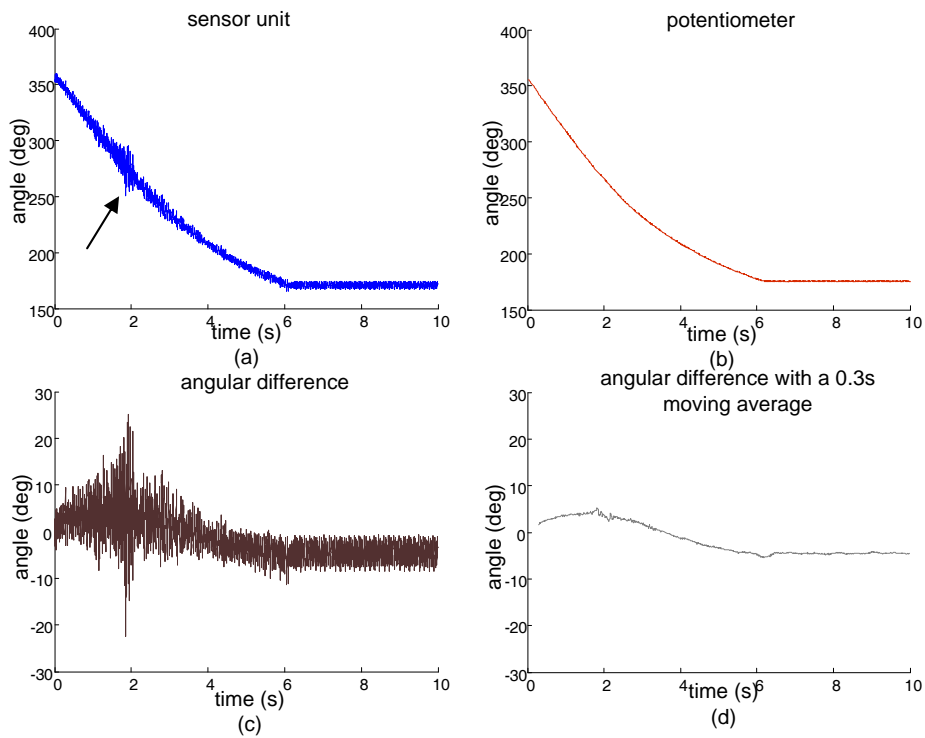 sensor unit
400
350
300
250
200
150
angle (deg)
0
2
4
6
8
10
time (s)
(a)
potentiometer
400
350
300
250
200
150
angle (deg)
0
2
4
6
8
10
time (s)
(b)
angular difference
30
20
10
0
-10
-20
-30
angle (deg)
0
2
4
6
8
10
time (s)
(c)
angular difference with a 0.3s
moving average
30
20
10
0
-10
-20
-30
angle (deg)
0
2
4
6
8
10
time (s)
(d)